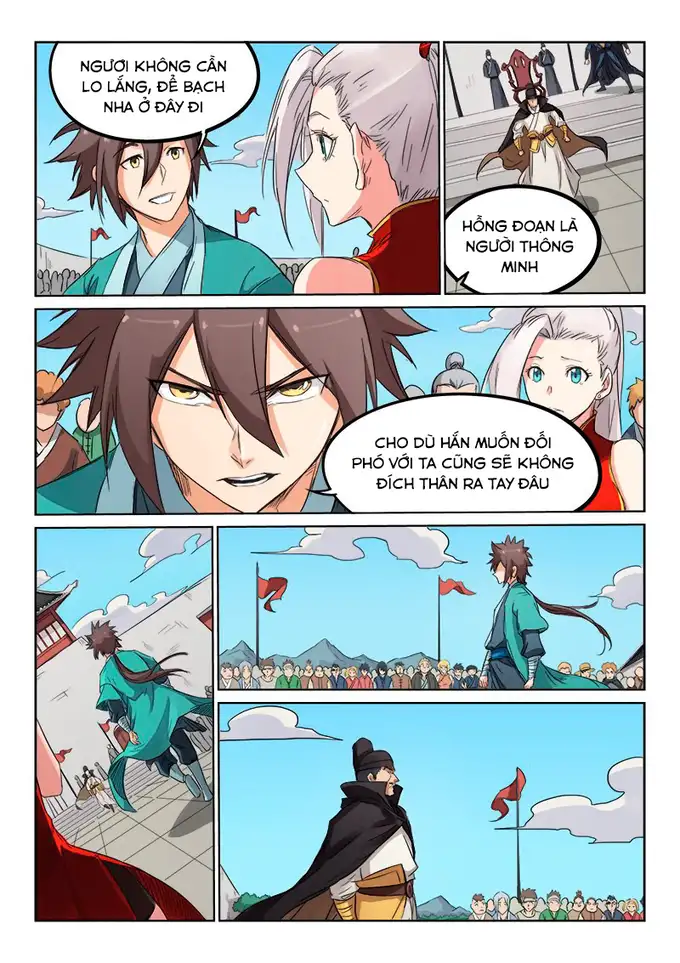 NGƯƠI KHÔNG CẦN
LO LẮNG, ĐỂ BẠCH
NHA Ở ĐÂY ĐI
HỒNG ĐOẠN LÀ
NGƯỜI THÔNG
MINH
CHO DÙ HẮN MUỐN ĐỐI
PHÓ VỚI TA CŨNG SẼ KHÔNG
ĐÍCH THÂN RA TAY ĐÂU